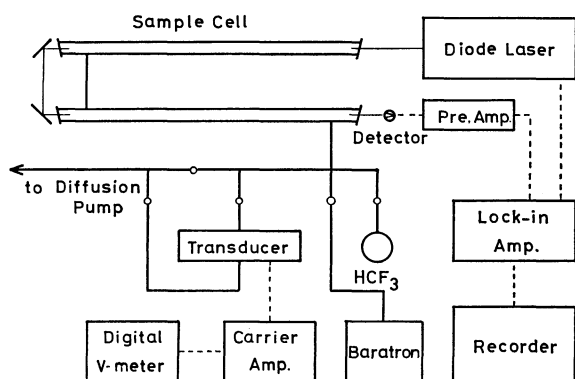 Sample Cell
Diode Laser
Detector
Pre. Amp.
to Diffusion
Pump
Transducer
HCF3
Lock-in
Amp.
Digital
V-meter
Carrier
Amp.
Baratron
Recorder